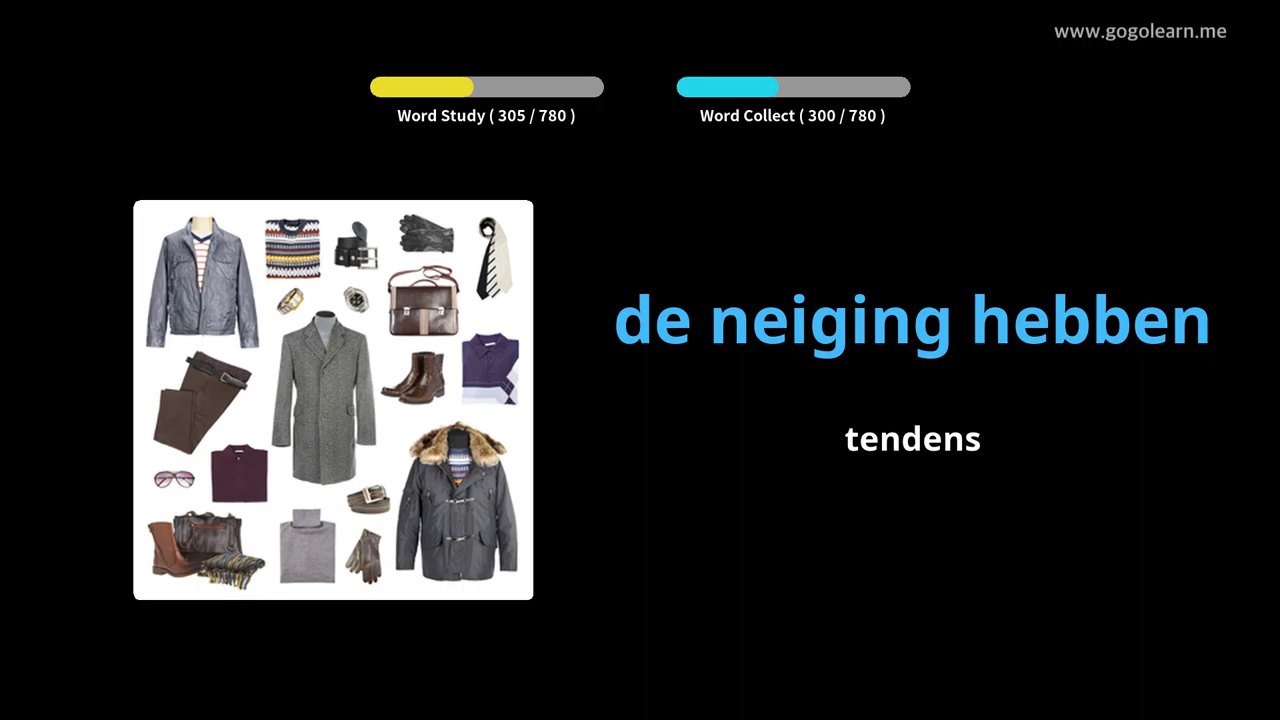 www.gogolearn.me
Word Study ( 305 / 780 )
Word Collect ( 300 / 780 )
de neiging hebben
tendens